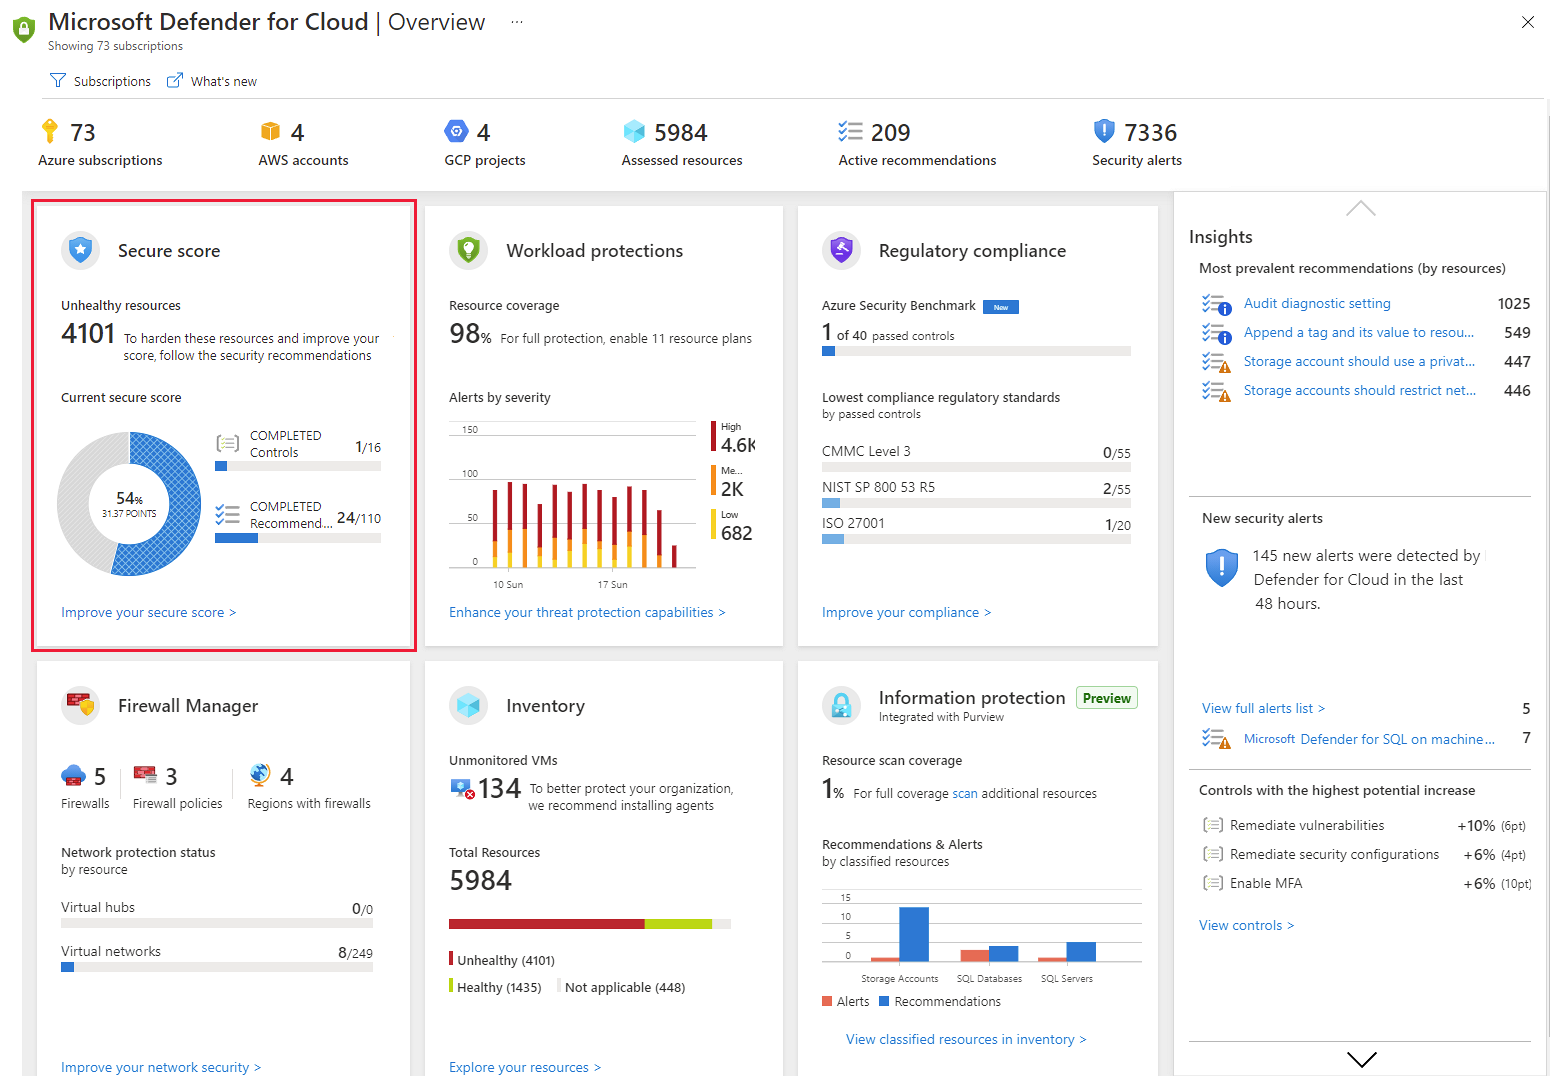 Microsoft Defender for Cloud | Overview ...
Showing 73 subscriptions
Subscriptions What's new
73 4 4 5984 209 7336
Azure subscriptions AWS accounts GCP projects Assessed resources Active recommendations Security alerts
Secure score
Unhealthy resources
4101 To harden these resources and improve your
score, follow the security recommendations
Current secure score
54%
31.37 POINTS
COMPLETED
Controls 1/16
COMPLETED
Recommend... 24/110
Improve your secure score >
Workload protections
Resource coverage
98% For full protection, enable 11 resource plans
Alerts by severity
150
100
50
0
10 Sun 17 Sun
High
4.6K
Me...
2K
Low
682
Enhance your threat protection capabilities >
Regulatory compliance
Azure Security Benchmark New
1 of 40 passed controls
Lowest compliance regulatory standards
by passed controls
CMMC Level 3 0/55
NIST SP 800 53 R5 2/55
ISO 27001 1/20
Improve your compliance >
Firewall Manager
5 3 4
Firewalls Firewall policies Regions with firewalls
Network protection status
by resource
Virtual hubs 0/0
Virtual networks 8/249
Improve your network security >
Inventory
Unmonitored VMs
134 To better protect your organization,
we recommend installing agents
Total Resources
5984
Unhealthy (4101)
Healthy (1435) Not applicable (448)
Explore your resources >
Information protection Preview
Integrated with Purview
Resource scan coverage
1% For full coverage scan additional resources
Recommendations & Alerts
by classified resources
15
10
5
0
Storage Accounts SQL Databases SQL Servers
Alerts Recommendations
View classified resources in inventory >
Insights
Most prevalent recommendations (by resources)
Audit diagnostic setting 1025
Append a tag and its value to resou... 549
Storage account should use a privat... 447
Storage accounts should restrict net... 446
New security alerts
145 new alerts were detected by
Defender for Cloud in the last
48 hours.
View full alerts list > 5
Microsoft Defender for SQL on machine... 7
Controls with the highest potential increase
Remediate vulnerabilities +10% (6pt)
Remediate security configurations +6% (4pt)
Enable MFA +6% (10pt)
View controls >